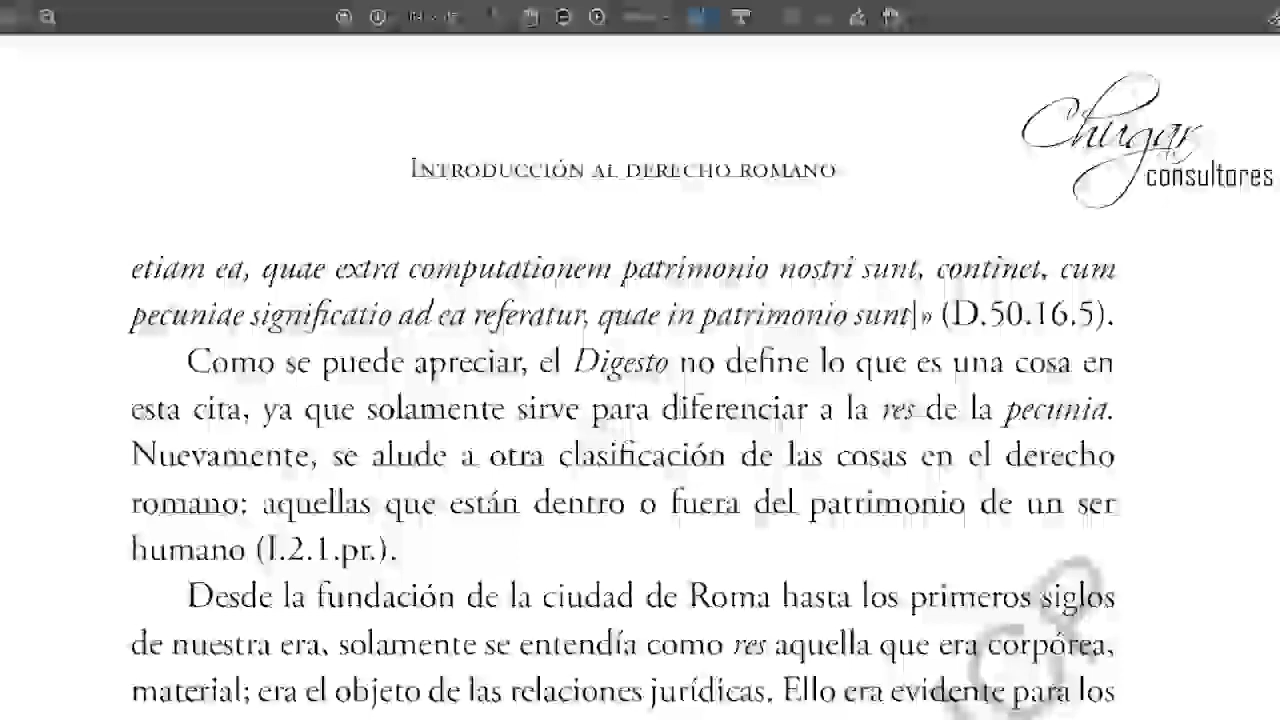 Chugar
consultores
INTRODUCCIÓN AL DERECHO ROMANO
etiam ea, quae extra computationem patrimonio nostri sunt, continet, cum
pecuniae significatio ad ea referatur, quae in patrimonio sunt]» (D.50.16.5).
Como se puede apreciar, el Digesto no define lo que es una cosa en
esta cita, ya que solamente sirve para diferenciar a la res de la pecunia.
Nuevamente, se alude a otra clasificación de las cosas en el derecho
romano: aquellas que están dentro o fuera del patrimonio de un ser
humano (I.2.1.pr.).
Desde la fundación de la ciudad de Roma hasta los primeros siglos
de nuestra era, solamente se entendía como res aquella que era corpórea,
material; era el objeto de las relaciones jurídicas. Ello era evidente para los